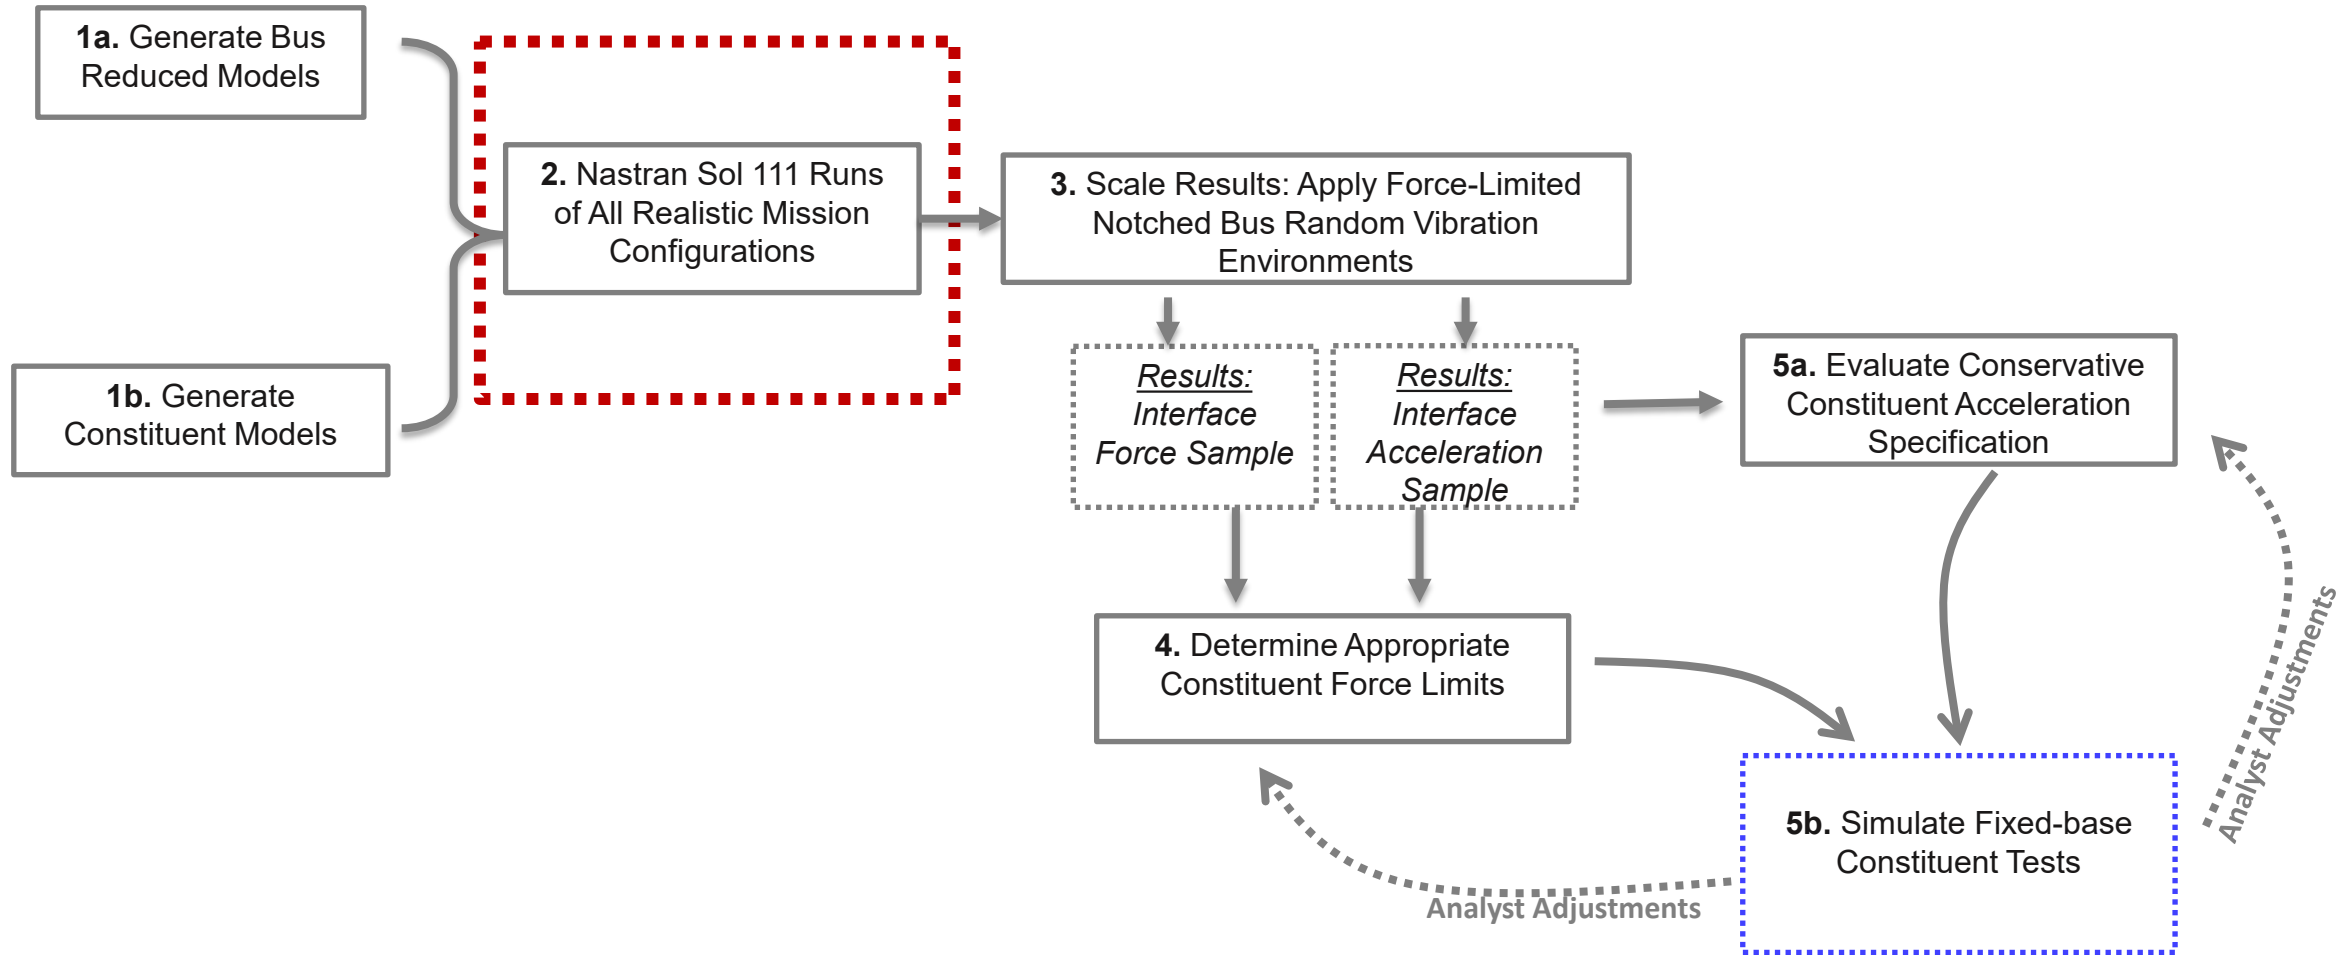 1a. Generate Bus
Reduced Models
1b. Generate
Constituent Models
2. Nastran Sol 111 Runs
of All Realistic Mission
Configurations
3. Scale Results: Apply Force-Limited
Notched Bus Random Vibration
Environments
Results:
Interface
Force Sample
Results:
Interface
Acceleration
Sample
4. Determine Appropriate
Constituent Force Limits
5a. Evaluate Conservative
Constituent Acceleration
Specification
5b. Simulate Fixed-base
Constituent Tests
Analyst Adjustments
Analyst Adjustments